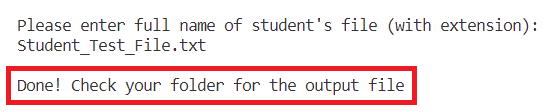 Please enter full name of student's file (with extension):
Student_Test_File.txt
Done! Check your folder for the output file